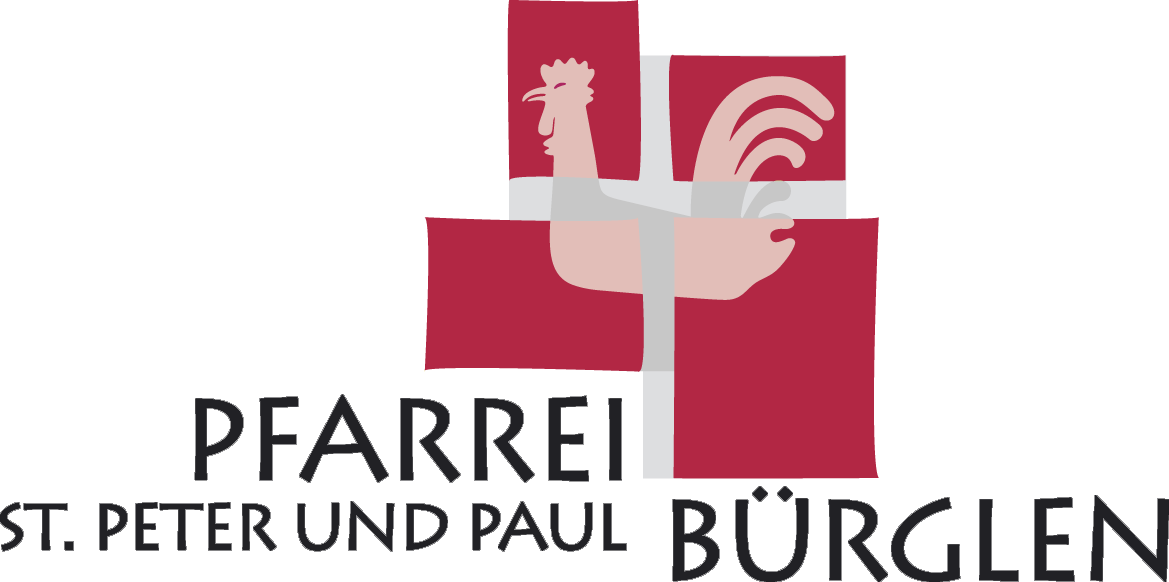 PFARREI
ST. PETER UND PAUL
BÜRGLEN